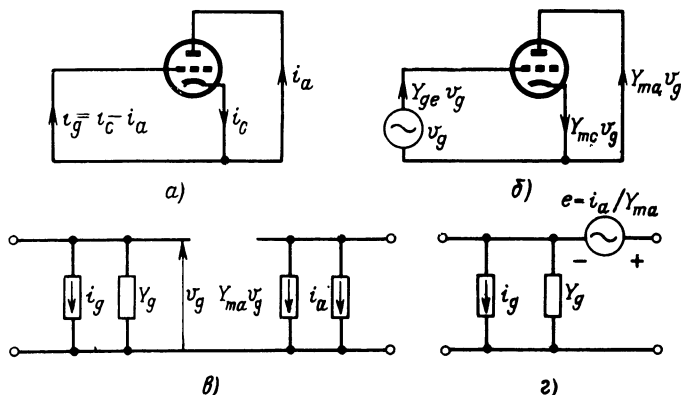 i_g = i_c − i_a
i_c
i_a
а)
Y_ge v_g
v_g
Y_mc v_g
Y_ma v_g
б)
i_g
Y_g
v_g
Y_ma v_g
i_a
в)
e = i_a/Y_ma
− +
i_g
Y_g
г)